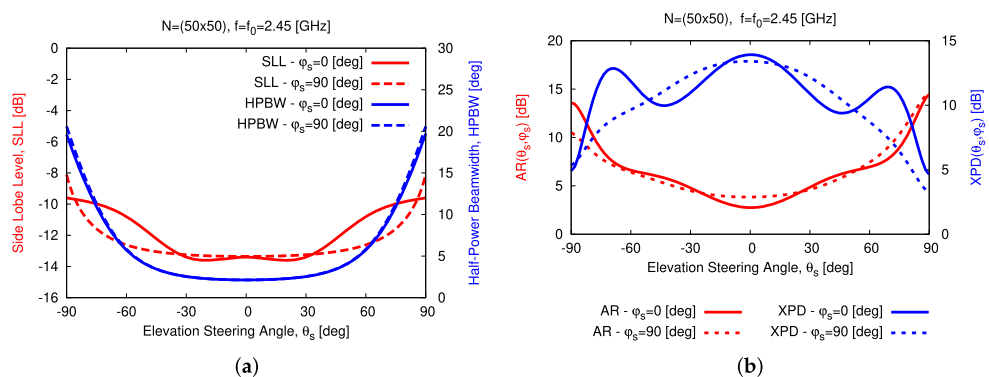 N=(50x50), f=f₀=2.45 [GHz]
SLL - φₛ=0 [deg]
SLL - φₛ=90 [deg]
HPBW - φₛ=0 [deg]
HPBW - φₛ=90 [deg]
Side Lobe Level, SLL [dB]
0
-2
-4
-6
-8
-10
-12
-14
-16
Half-Power Beamwidth, HPBW [deg]
30
25
20
15
10
5
0
-90 -60 -30 0 30 60 90
Elevation Steering Angle, θₛ [deg]
(a)
N=(50x50), f=f₀=2.45 [GHz]
AR(θₛ,φₛ) [dB]
20
15
10
5
0
XPD(θₛ,φₛ) [dB]
15
10
5
0
-90 -60 -30 0 30 60 90
Elevation Steering Angle, θₛ [deg]
AR - φₛ=0 [deg] XPD - φₛ=0 [deg]
AR - φₛ=90 [deg] XPD - φₛ=90 [deg]
(b)